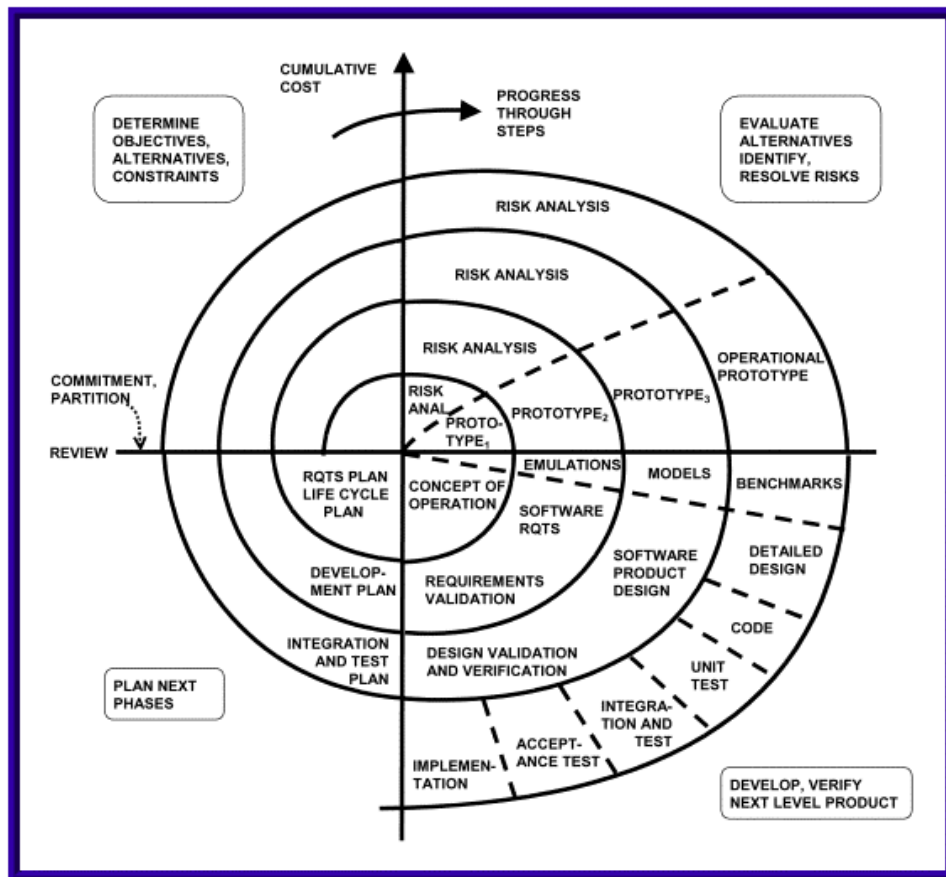 CUMULATIVE
COST
PROGRESS
THROUGH
STEPS
DETERMINE
OBJECTIVES,
ALTERNATIVES,
CONSTRAINTS
EVALUATE
ALTERNATIVES
IDENTIFY,
RESOLVE RISKS
RISK ANALYSIS
RISK ANALYSIS
RISK ANALYSIS
RISK
ANAL.
PROTO-
TYPE₁
PROTOTYPE₂
PROTOTYPE₃
OPERATIONAL
PROTOTYPE
COMMITMENT,
PARTITION
REVIEW
RQTS PLAN
LIFE CYCLE
PLAN
CONCEPT OF
OPERATION
EMULATIONS
MODELS
BENCHMARKS
SOFTWARE
RQTS
SOFTWARE
PRODUCT
DESIGN
DETAILED
DESIGN
DEVELOP-
MENT PLAN
REQUIREMENTS
VALIDATION
CODE
INTEGRATION
AND TEST
PLAN
DESIGN VALIDATION
AND VERIFICATION
UNIT
TEST
PLAN NEXT
PHASES
INTEGRA-
TION AND
TEST
ACCEPT-
ANCE TEST
IMPLEMEN-
TATION
DEVELOP, VERIFY
NEXT LEVEL PRODUCT